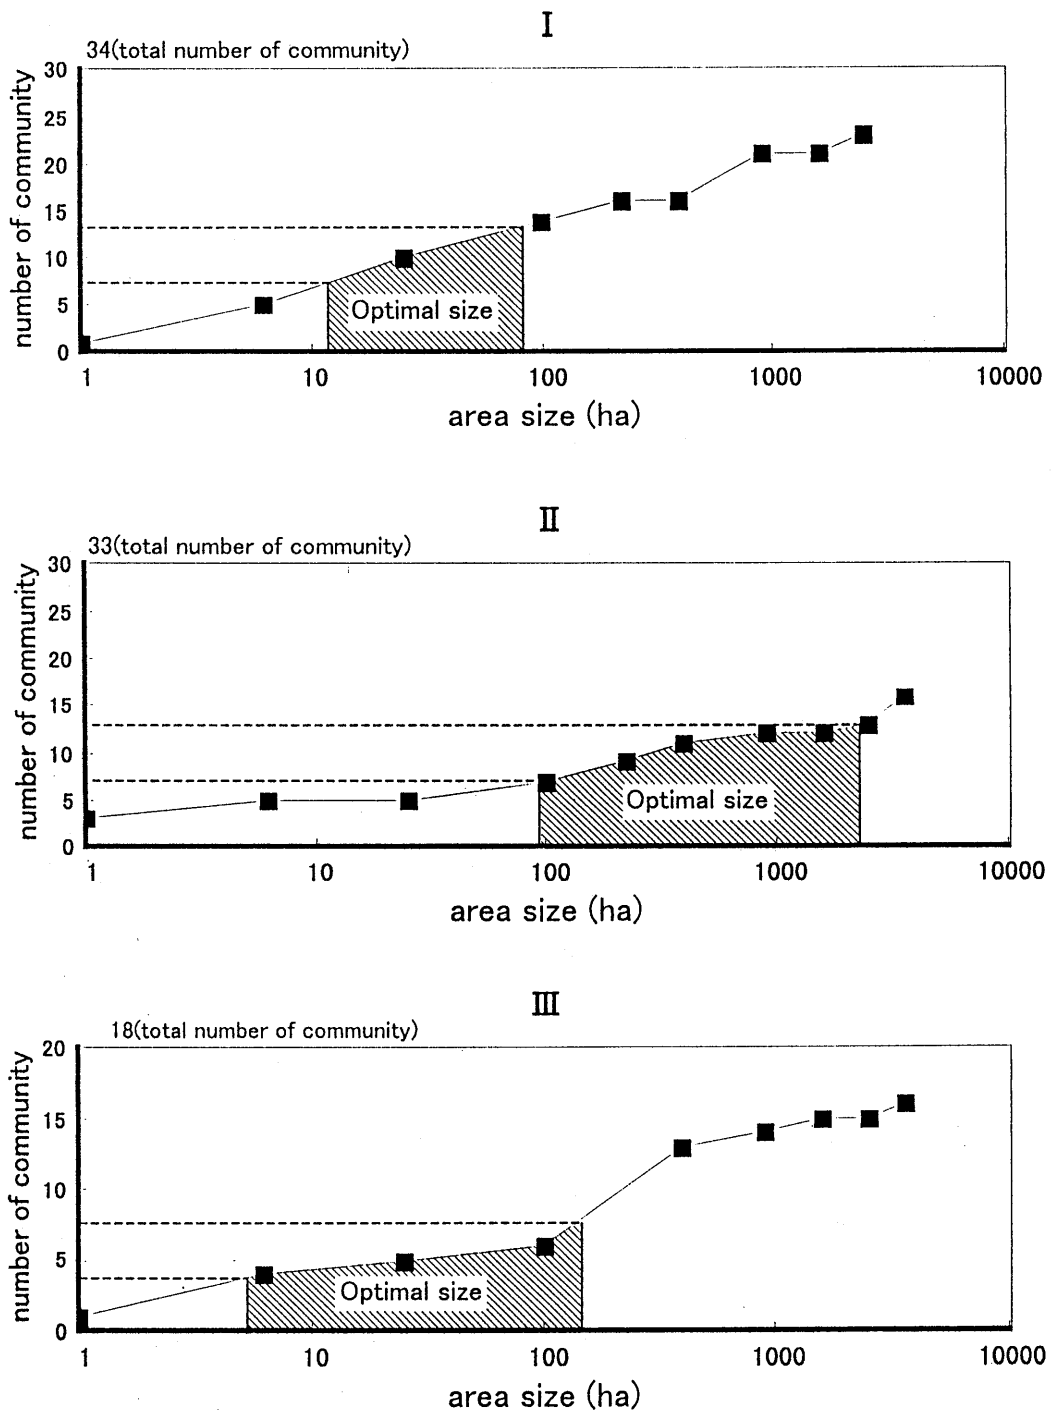 I
34(total number of community)
number of community
30
25
20
15
10
5
0
Optimal size
1 10 100 1000 10000
area size (ha)
II
33(total number of community)
number of community
30
25
20
15
10
5
0
Optimal size
1 10 100 1000 10000
area size (ha)
III
18(total number of community)
number of community
20
15
10
5
0
Optimal size
1 10 100 1000 10000
area size (ha)